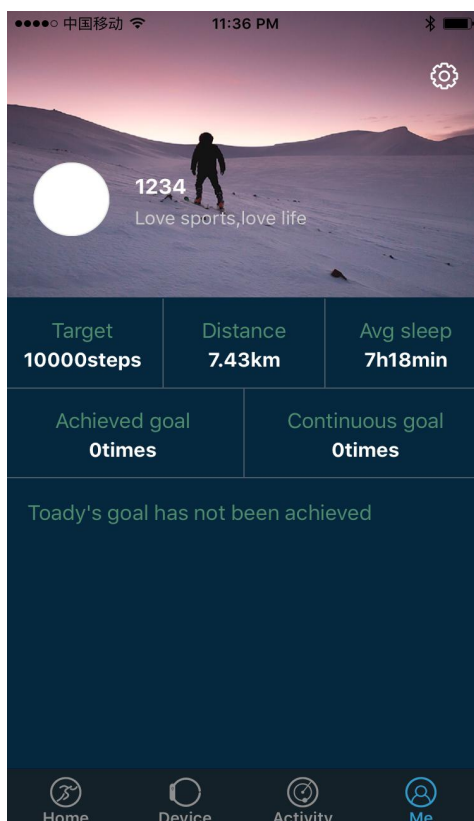 中国移动 11:36 PM
1234
Love sports,love life
Target Distance Avg sleep
10000steps 7.43km 7h18min
Achieved goal Continuous goal
0times 0times
Toady's goal has not been achieved
Home Device Activity Me